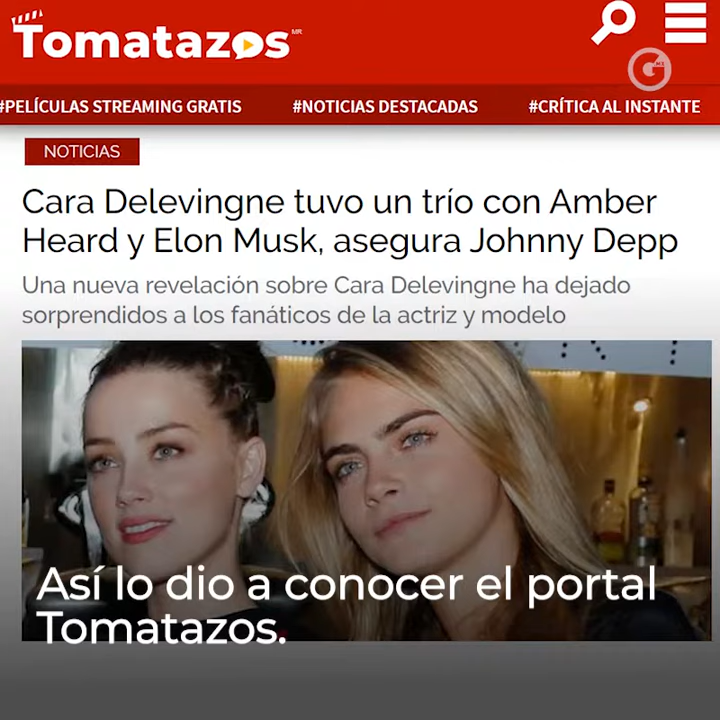 Tomatazos MR
G MX
#PELÍCULAS STREAMING GRATIS #NOTICIAS DESTACADAS #CRÍTICA AL INSTANTE
NOTICIAS
Cara Delevingne tuvo un trío con Amber
Heard y Elon Musk, asegura Johnny Depp
Una nueva revelación sobre Cara Delevingne ha dejado
sorprendidos a los fanáticos de la actriz y modelo
Así lo dio a conocer el portal
Tomatazos.